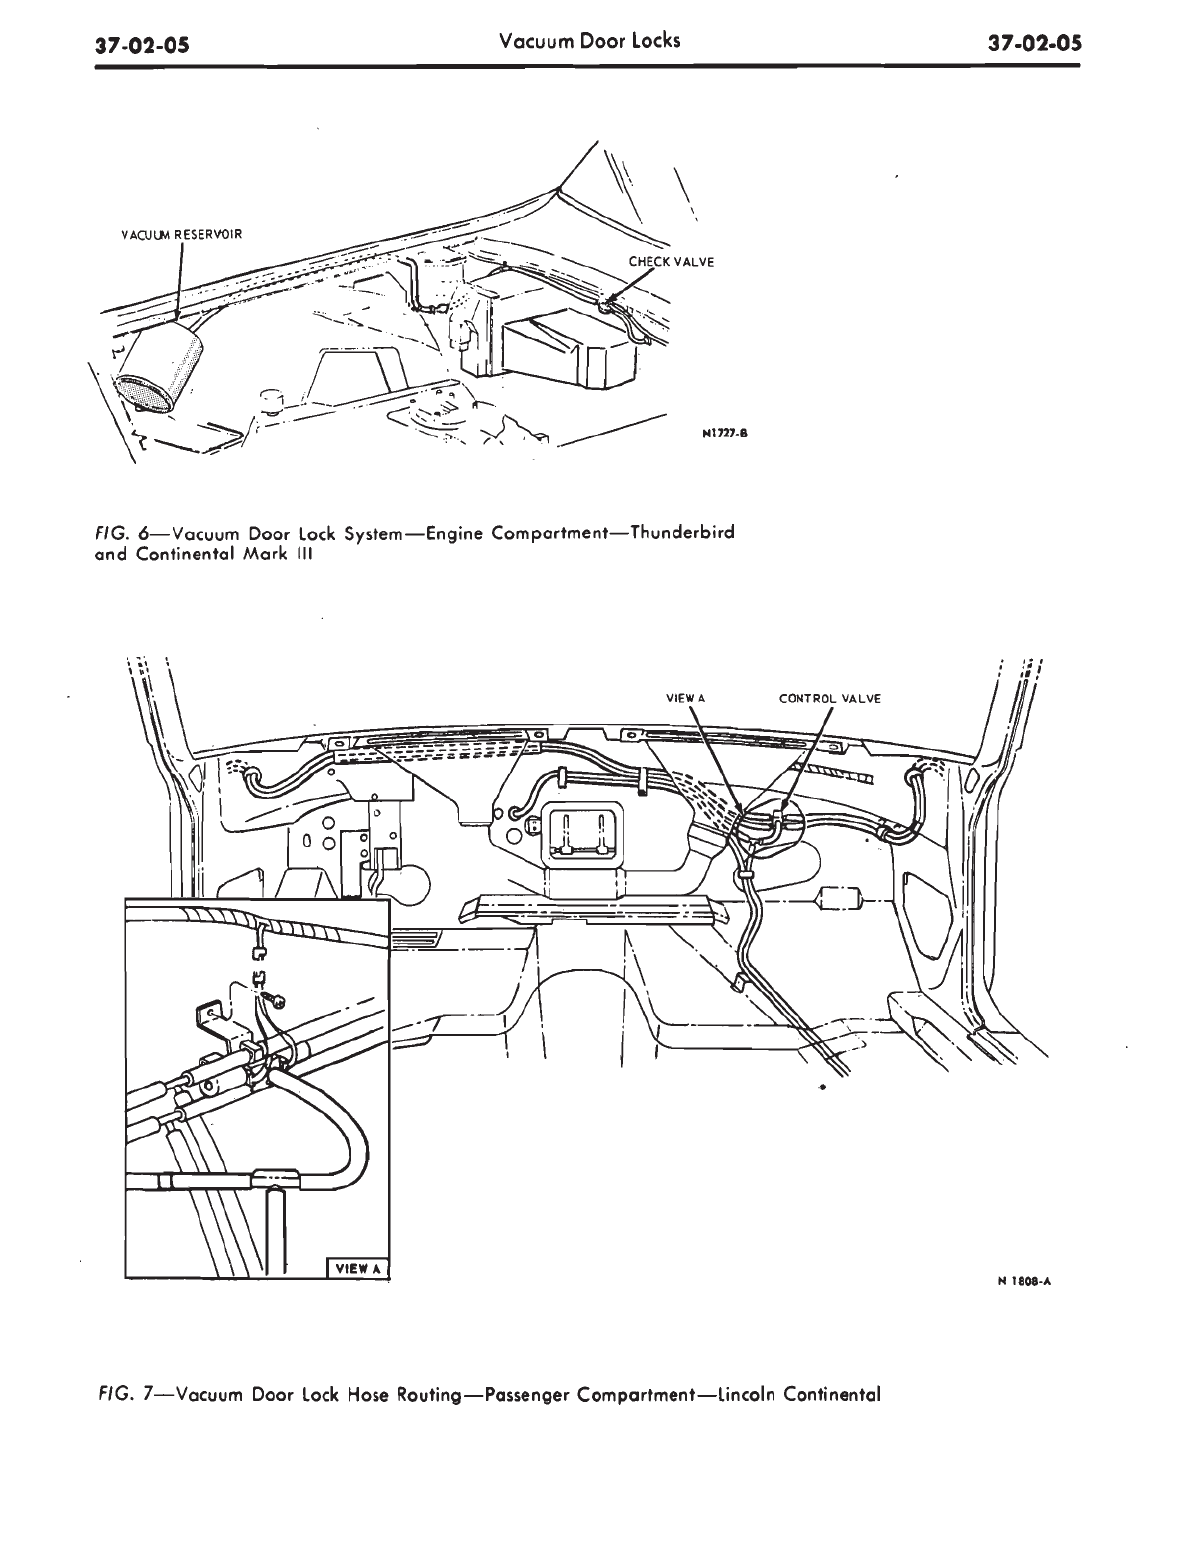 37-02-05 Vacuum Door Locks 37-02-05
VACUUM RESERVOIR
CHECK VALVE
N1727-B
FIG. 6—Vacuum Door Lock System—Engine Compartment—Thunderbird
and Continental Mark III
VIEW A CONTROL VALVE
VIEW A
N 1808-A
FIG. 7—Vacuum Door Lock Hose Routing—Passenger Compartment—Lincoln Continental